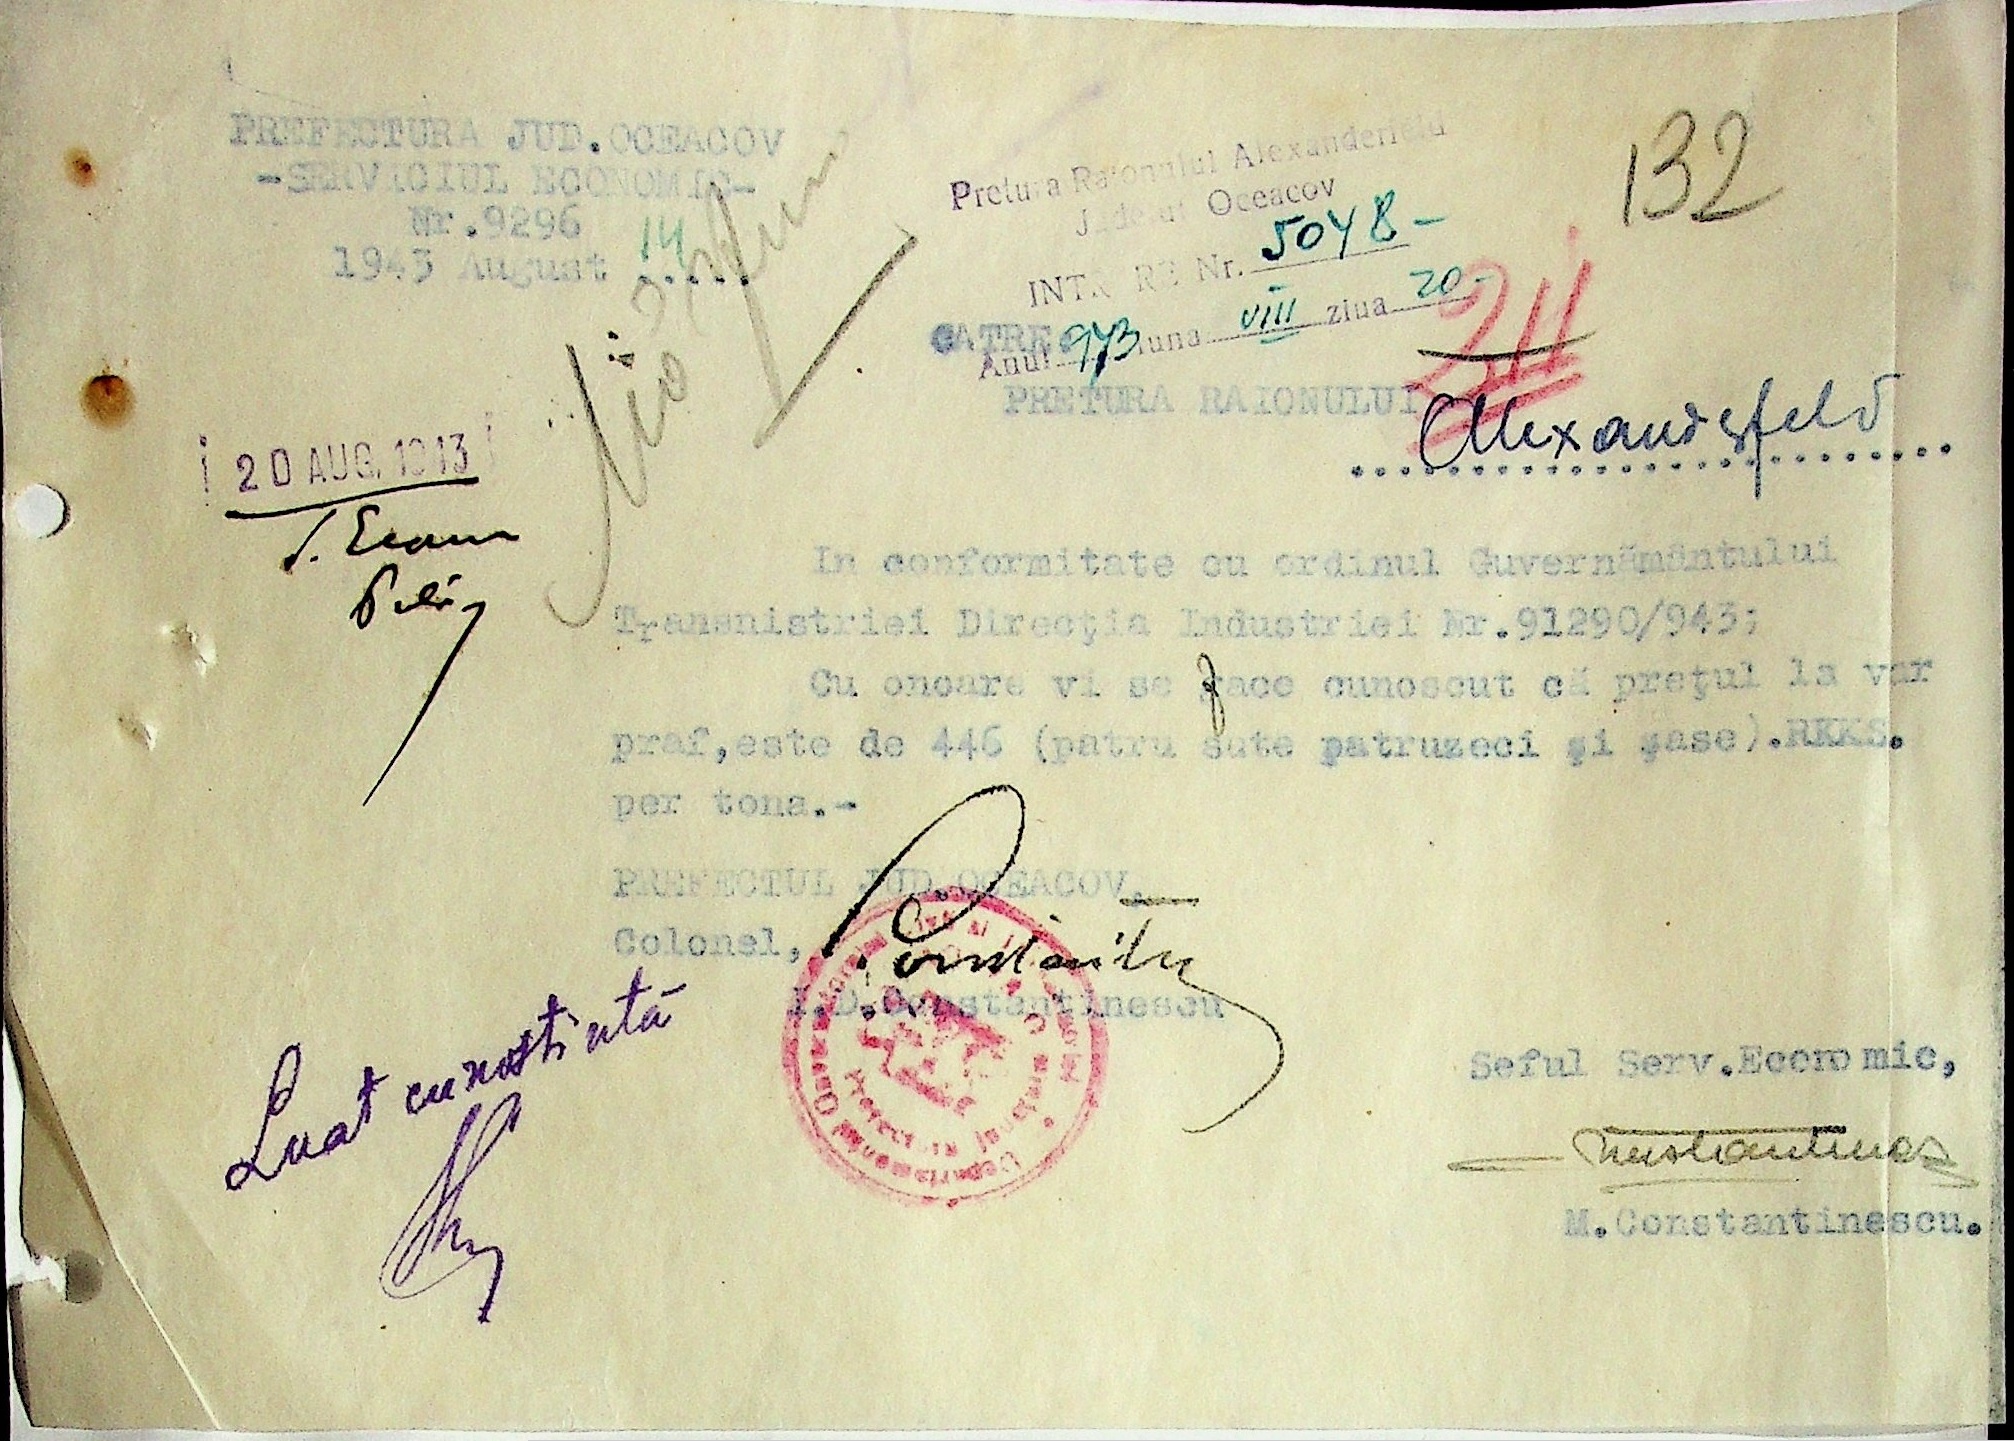 PREFECTURA JUD.OCEACOV
-SERVICIUL ECONOMIC-
Nr.9296
1943 August 14
Pretura Raionului Alexanderfeld
Judetul Oceacov
INTRARE Nr. 5048-
Anul 943 luna VIII ziua 20-
132
211
CATRE
PRETURA RAIONULUI
Alexanderfeld
20 AUG. 1943
In conformitate cu ordinul Guvernământului
Transnistriei Direcţia Industriei Nr.91290/943;
Cu onoare vi se face cunoscut că preţul la var
praf,este de 446 (patru sute patruzeci şi şase).RKKS.
per tona.-
PREFECTUL JUD.OCEACOV,
Colonel,
I.D.Constantinescu
Luat cunoştinţă
Seful Serv.Economic,
M.Constantinescu.